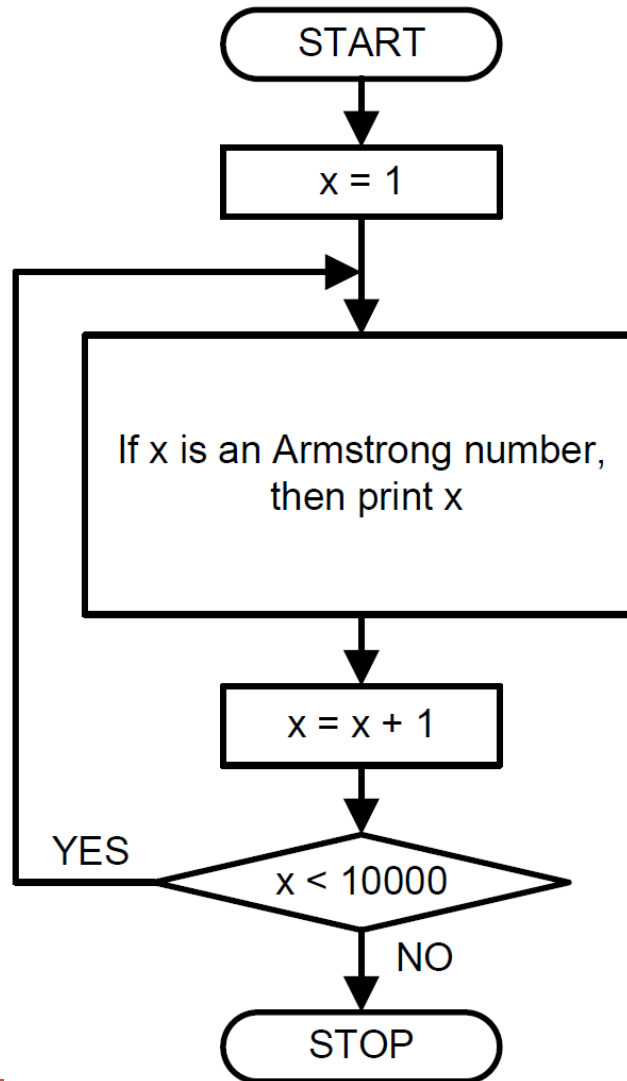 START
x = 1
If x is an Armstrong number,
then print x
x = x + 1
YES
x < 10000
NO
STOP